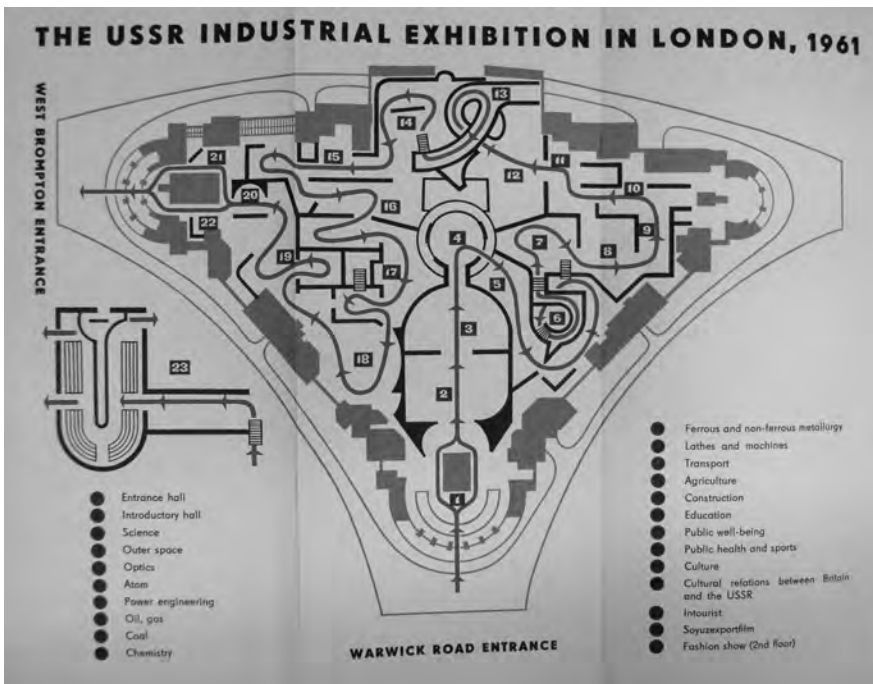 THE USSR INDUSTRIAL EXHIBITION IN LONDON, 1961
WEST BROMPTON ENTRANCE
13
14
21
15
11
12
10
20
16
22
9
4
7
8
19
17
5
6
3
18
23
2
1
Entrance hall
Introductory hall
Science
Outer space
Optics
Atom
Power engineering
Oil, gas
Coal
Chemistry
Ferrous and non-ferrous metallurgy
Lathes and machines
Transport
Agriculture
Construction
Education
Public well-being
Public health and sports
Culture
Cultural relations between Britain
and the USSR
Intourist
Soyuzexportfilm
Fashion show (2nd floor)
WARWICK ROAD ENTRANCE